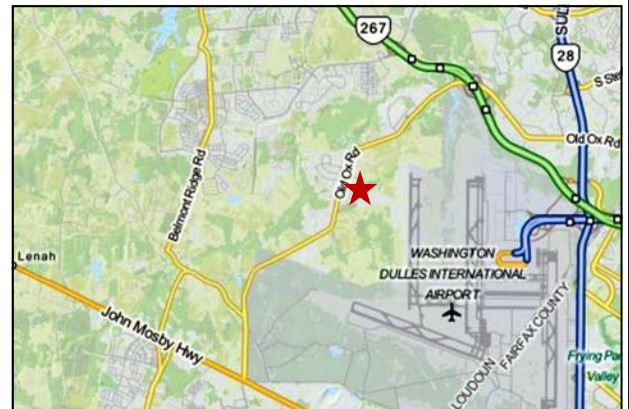 267
SUL
28
S Ste
Old Ox Rd
Old Ox Rd
Belmont Ridge Rd
Lenah
WASHINGTON
DULLES INTERNATIONAL
AIRPORT
John Mosby Hwy
LOUDOUN
FAIRFAX COUNTY
Frying Pa
Valley